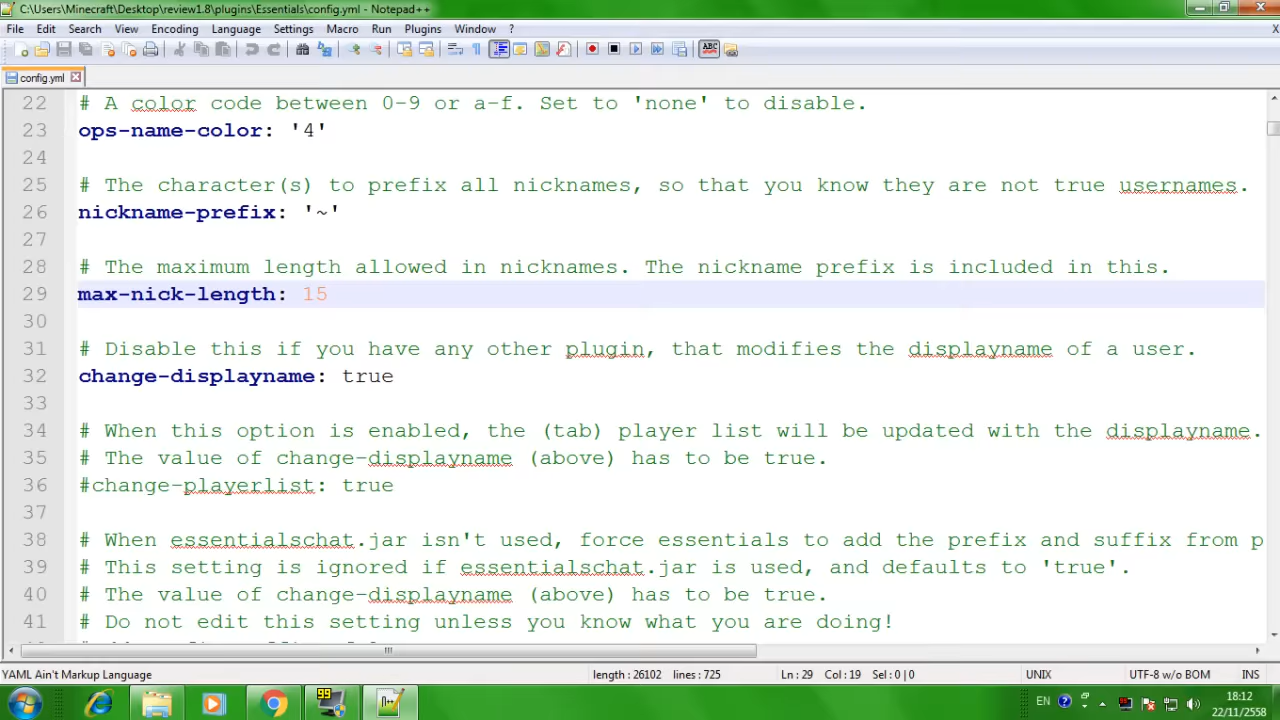 C:\Users\Minecraft\Desktop\review1.8\plugins\Essentials\config.yml - Notepad++
File Edit Search View Encoding Language Settings Macro Run Plugins Window ? X
config.yml
22 # A color code between 0-9 or a-f. Set to 'none' to disable.
23 ops-name-color: '4'
24
25 # The character(s) to prefix all nicknames, so that you know they are not true usernames.
26 nickname-prefix: '~'
27
28 # The maximum length allowed in nicknames. The nickname prefix is included in this.
29 max-nick-length: 15
30
31 # Disable this if you have any other plugin, that modifies the displayname of a user.
32 change-displayname: true
33
34 # When this option is enabled, the (tab) player list will be updated with the displayname.
35 # The value of change-displayname (above) has to be true.
36 #change-playerlist: true
37
38 # When essentialschat.jar isn't used, force essentials to add the prefix and suffix from p
39 # This setting is ignored if essentialschat.jar is used, and defaults to 'true'.
40 # The value of change-displayname (above) has to be true.
41 # Do not edit this setting unless you know what you are doing!
YAML Ain't Markup Language length : 26102 lines : 725 Ln : 29 Col : 19 Sel : 0 | 0 UNIX UTF-8 w/o BOM INS
EN 18:12
22/11/2558